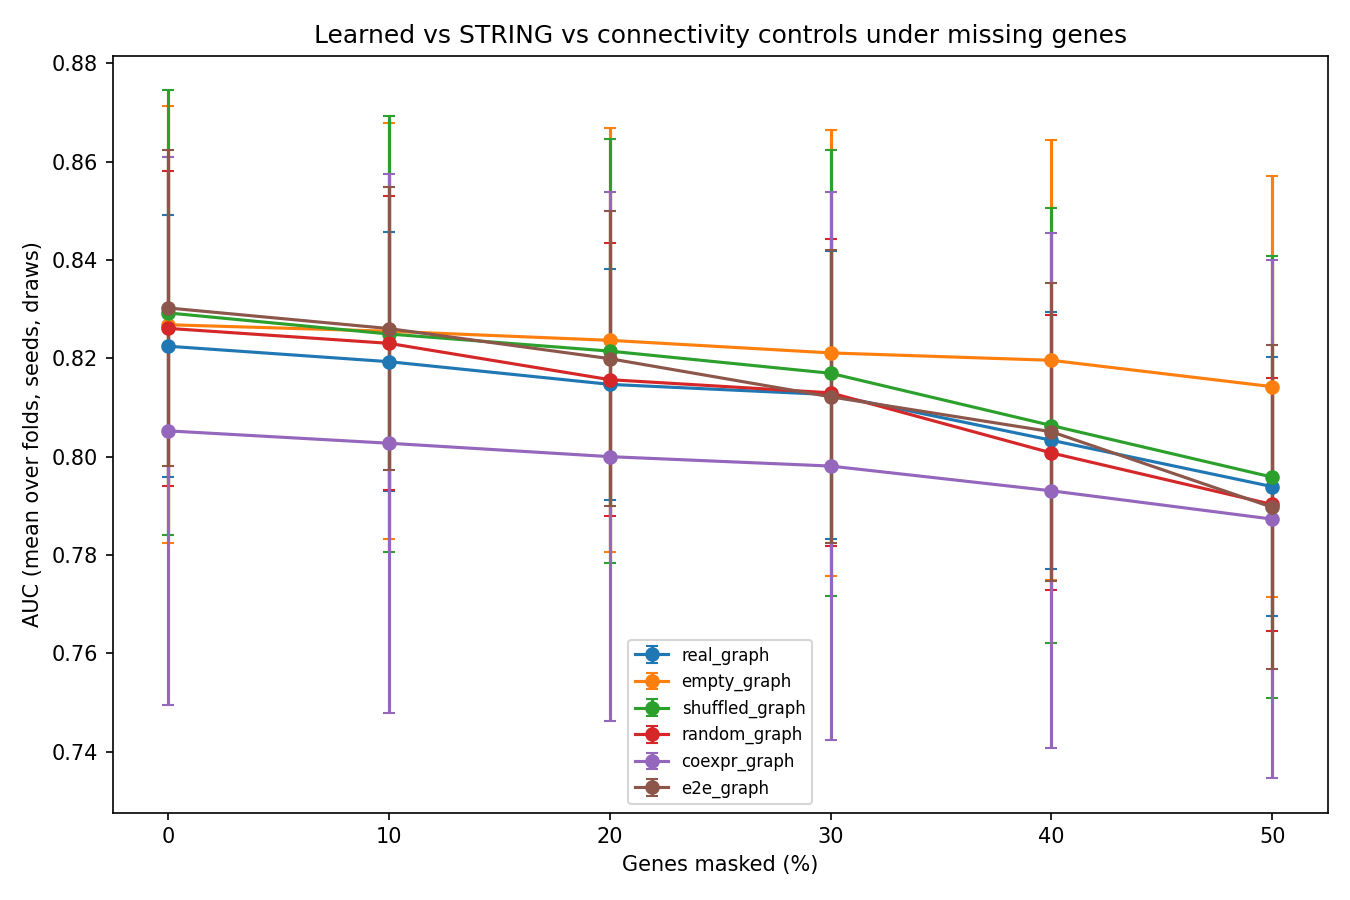 Learned vs STRING vs connectivity controls under missing genes
AUC (mean over folds, seeds, draws)
0.88
0.86
0.84
0.82
0.80
0.78
0.76
0.74
real_graph
empty_graph
shuffled_graph
random_graph
coexpr_graph
e2e_graph
0 10 20 30 40 50
Genes masked (%)